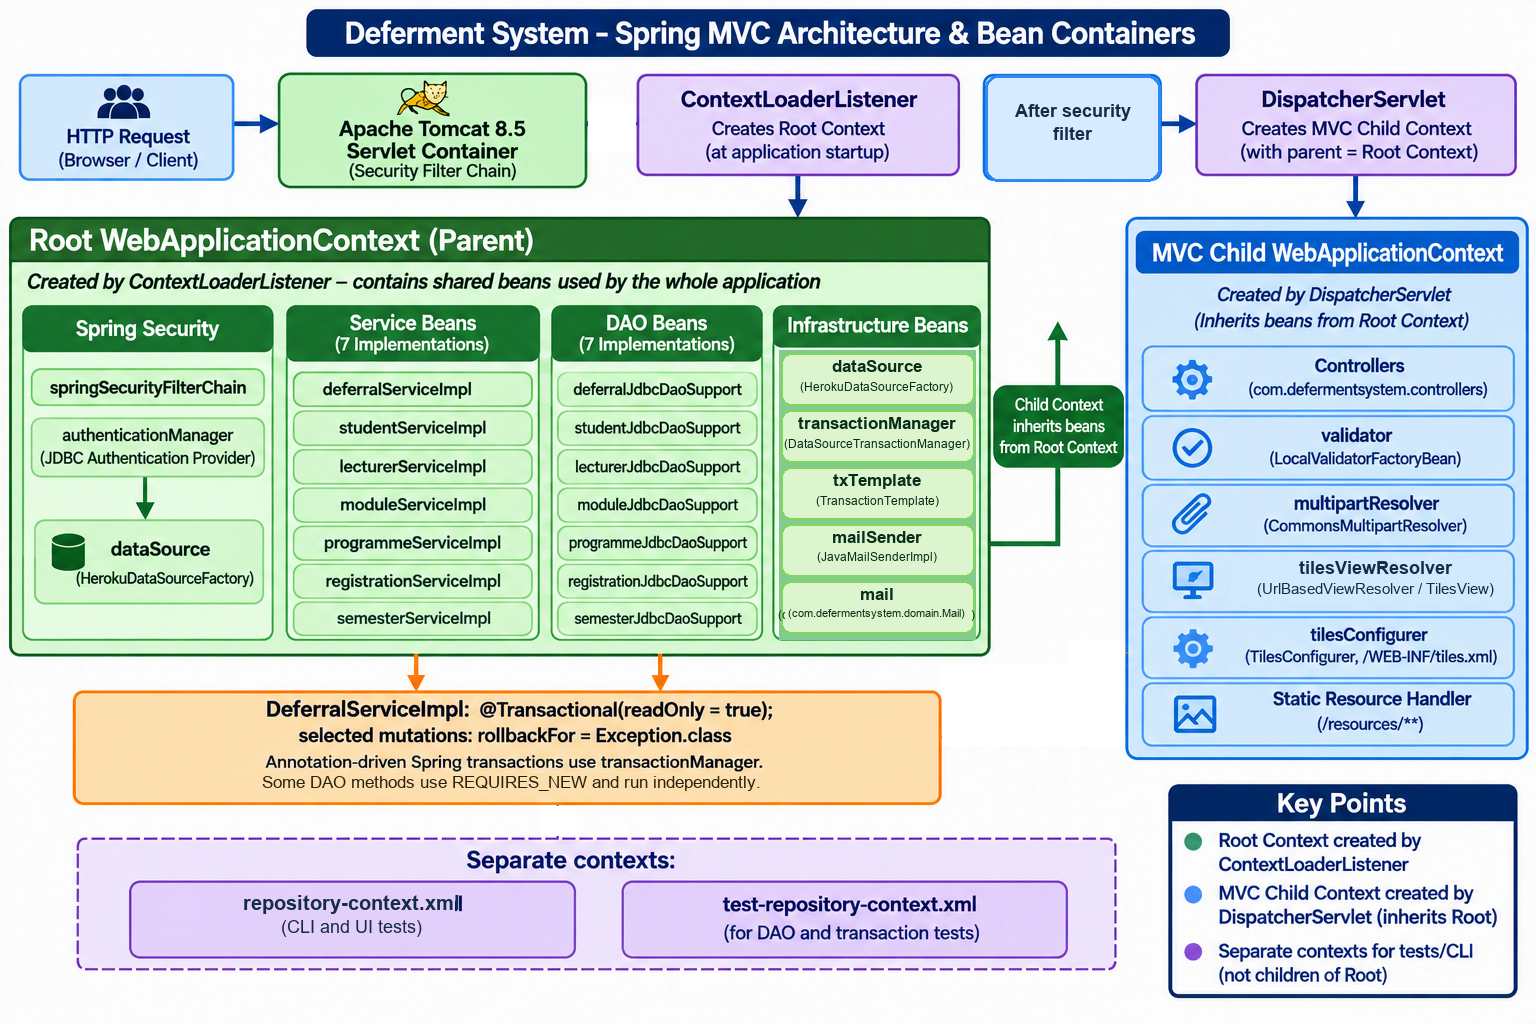 Deferment System – Spring MVC Architecture & Bean Containers
HTTP Request
(Browser / Client)
Apache Tomcat 8.5
Servlet Container
(Security Filter Chain)
ContextLoaderListener
Creates Root Context
(at application startup)
After security
filter
DispatcherServlet
Creates MVC Child Context
(with parent = Root Context)
Root WebApplicationContext (Parent)
Created by ContextLoaderListener – contains shared beans used by the whole application
Spring Security
springSecurityFilterChain
authenticationManager
(JDBC Authentication Provider)
dataSource
(HerokuDataSourceFactory)
Service Beans
(7 Implementations)
deferralServiceImpl
studentServiceImpl
lecturerServiceImpl
moduleServiceImpl
programmeServiceImpl
registrationServiceImpl
semesterServiceImpl
DAO Beans
(7 Implementations)
deferralJdbcDaoSupport
studentJdbcDaoSupport
lecturerJdbcDaoSupport
moduleJdbcDaoSupport
programmeJdbcDaoSupport
registrationJdbcDaoSupport
semesterJdbcDaoSupport
Infrastructure Beans
dataSource
(HerokuDataSourceFactory)
transactionManager
(DataSourceTransactionManager)
txTemplate
(TransactionTemplate)
mailSender
(JavaMailSenderImpl)
mail
(com.defermentsystem.domain.Mail)
Child Context
inherits beans
from Root Context
MVC Child WebApplicationContext
Created by DispatcherServlet
(Inherits beans from Root Context)
Controllers
(com.defermentsystem.controllers)
validator
(LocalValidatorFactoryBean)
multipartResolver
(CommonsMultipartResolver)
tilesViewResolver
(UrlBasedViewResolver / TilesView)
tilesConfigurer
(TilesConfigurer, /WEB-INF/tiles.xml)
Static Resource Handler
(/resources/**)
DeferralServiceImpl: @Transactional(readOnly = true);
selected mutations: rollbackFor = Exception.class
Annotation-driven Spring transactions use transactionManager.
Some DAO methods use REQUIRES_NEW and run independently.
Separate contexts:
repository-context.xml
(CLI and UI tests)
test-repository-context.xml
(for DAO and transaction tests)
Key Points
Root Context created by
ContextLoaderListener
MVC Child Context created by
DispatcherServlet (inherits Root)
Separate contexts for tests/CLI
(not children of Root)